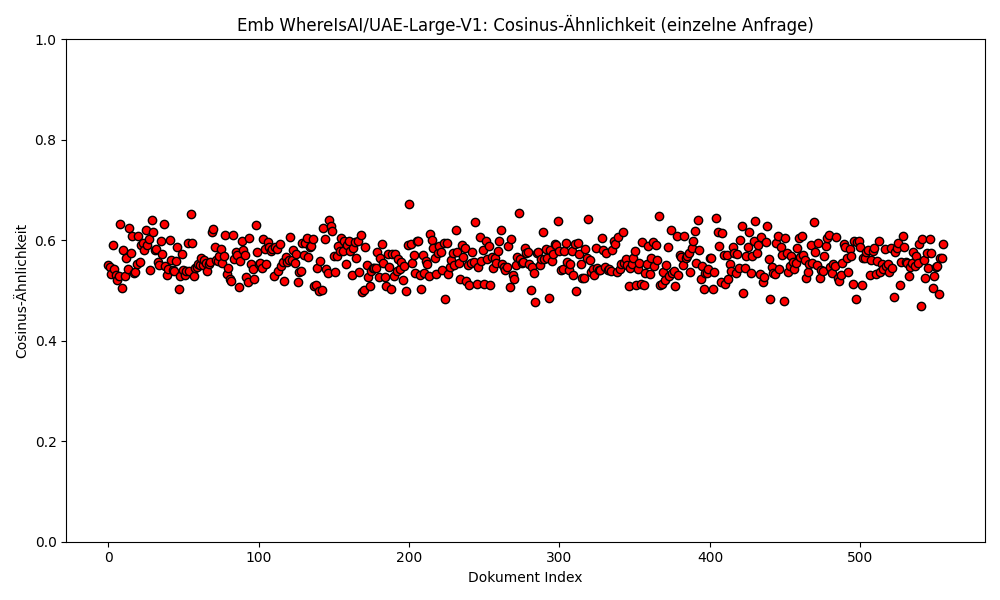 Emb WhereIsAI/UAE-Large-V1: Cosinus-Ähnlichkeit (einzelne Anfrage)
1.0
0.8
0.6
0.4
0.2
0.0
Cosinus-Ähnlichkeit
0 100 200 300 400 500
Dokument Index